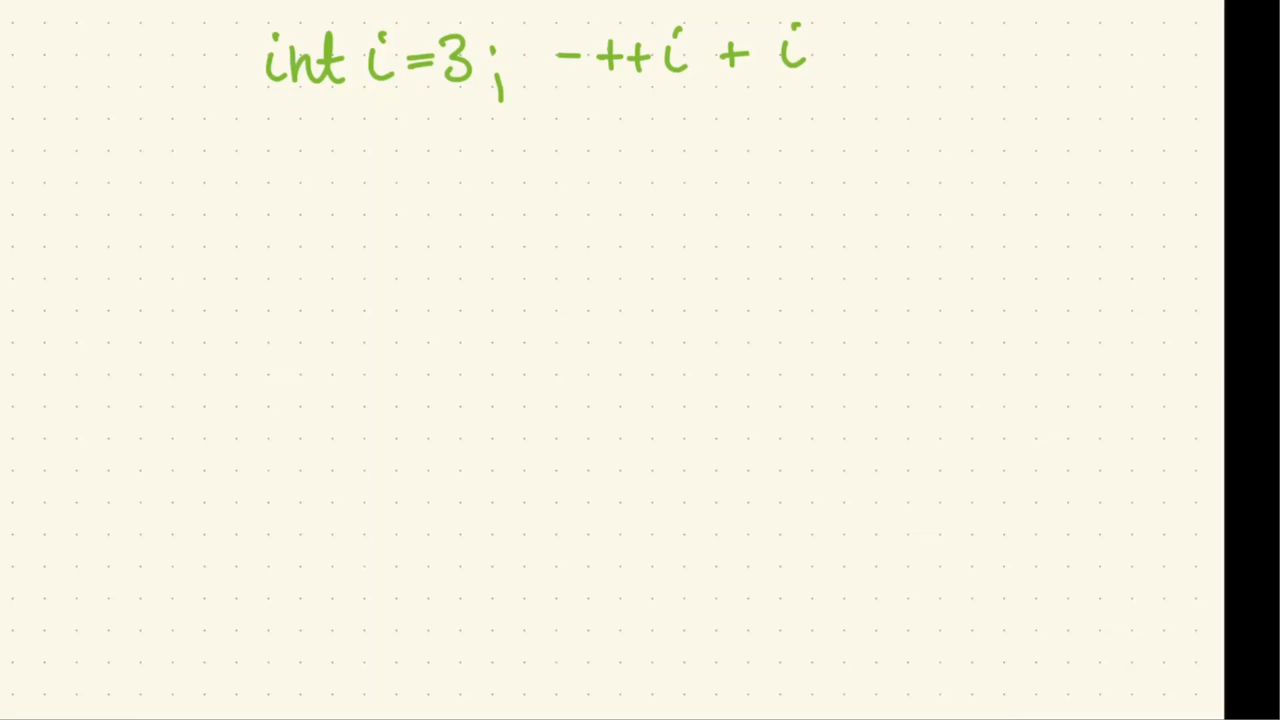 int i = 3 ; - ++i + i